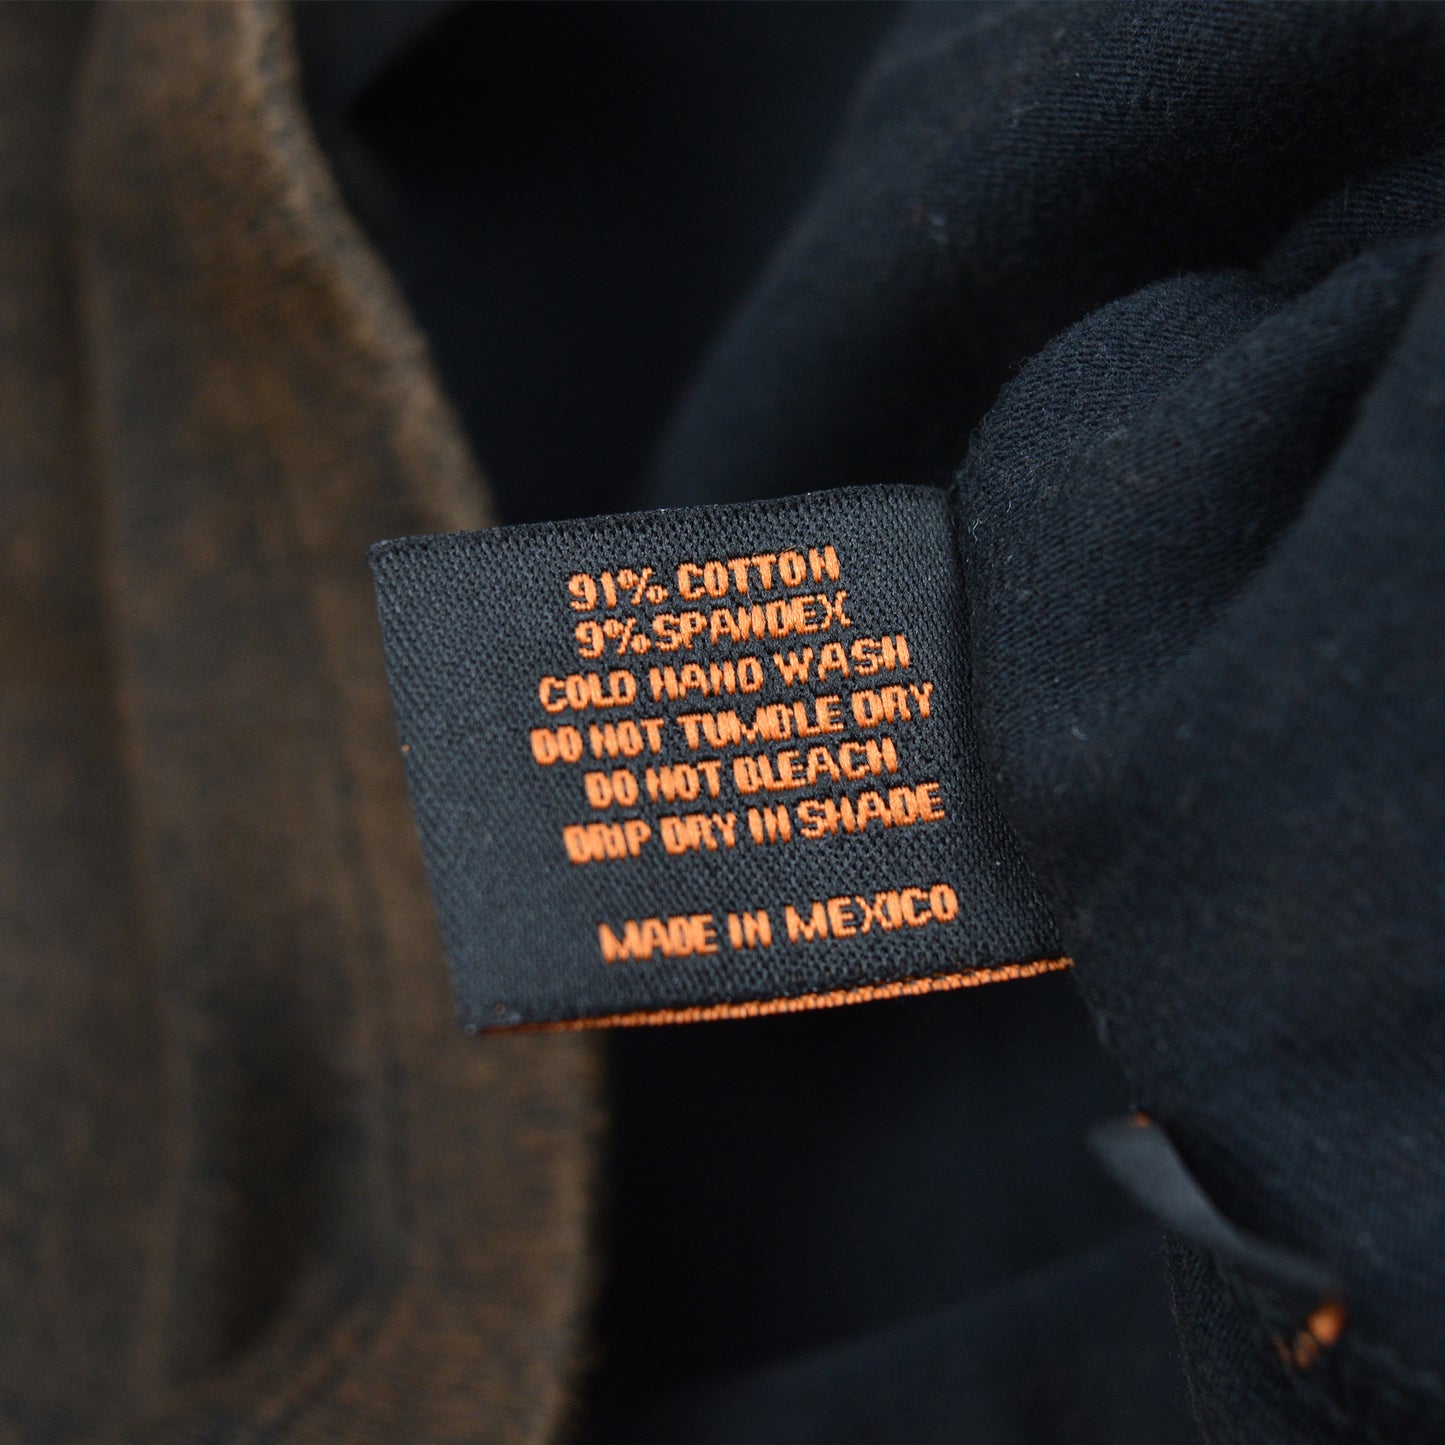 91% COTTON
9% SPANDEX
COLD HAND WASH
DO NOT TUMBLE DRY
DO NOT BLEACH
DRIP DRY IN SHADE
MADE IN MEXICO